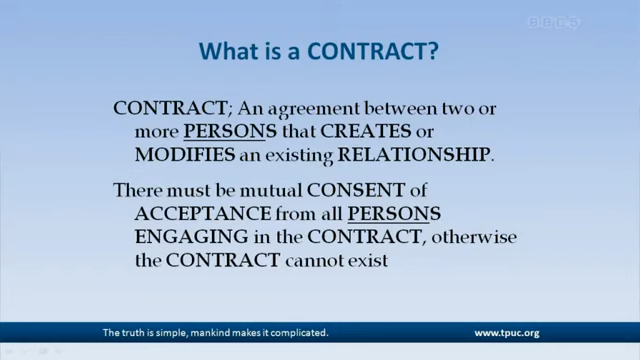 BBC5
What is a CONTRACT?
CONTRACT; An agreement between two or
more PERSONS that CREATES or
MODIFIES an existing RELATIONSHIP.
There must be mutual CONSENT of
ACCEPTANCE from all PERSONS
ENGAGING in the CONTRACT, otherwise
the CONTRACT cannot exist
The truth is simple, mankind makes it complicated.
www.tpuc.org